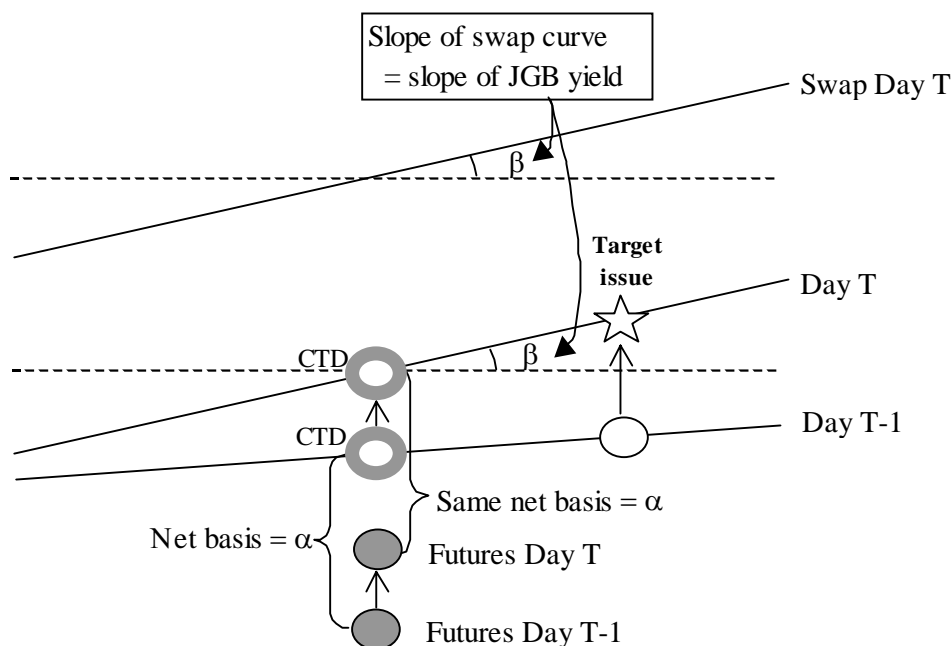 Slope of swap curve
= slope of JGB yield
Swap Day T
β
Target
issue
Day T
CTD
β
CTD
Day T-1
Same net basis = α
Net basis = α
Futures Day T
Futures Day T-1